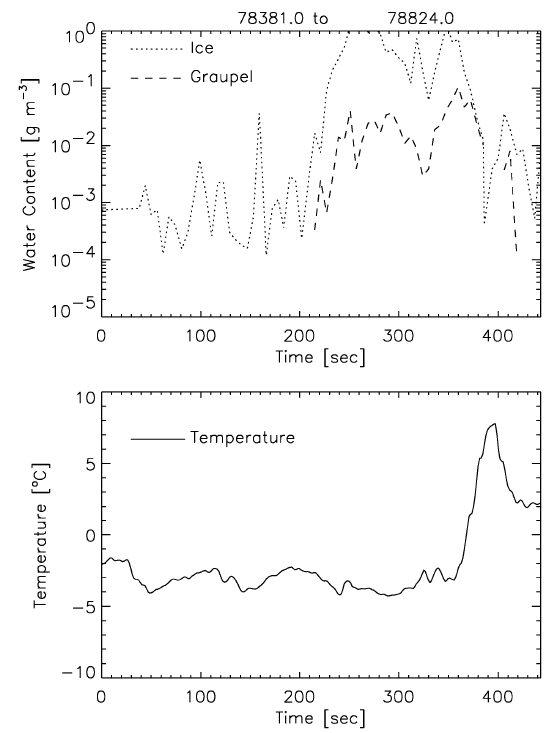 78381.0 to 78824.0
10⁰
Ice
10⁻¹
Graupel
10⁻²
10⁻³
10⁻⁴
10⁻⁵
Water Content [g m⁻³]
0 100 200 300 400
Time [sec]
10
Temperature
5
0
−5
−10
Temperature [°C]
0 100 200 300 400
Time [sec]